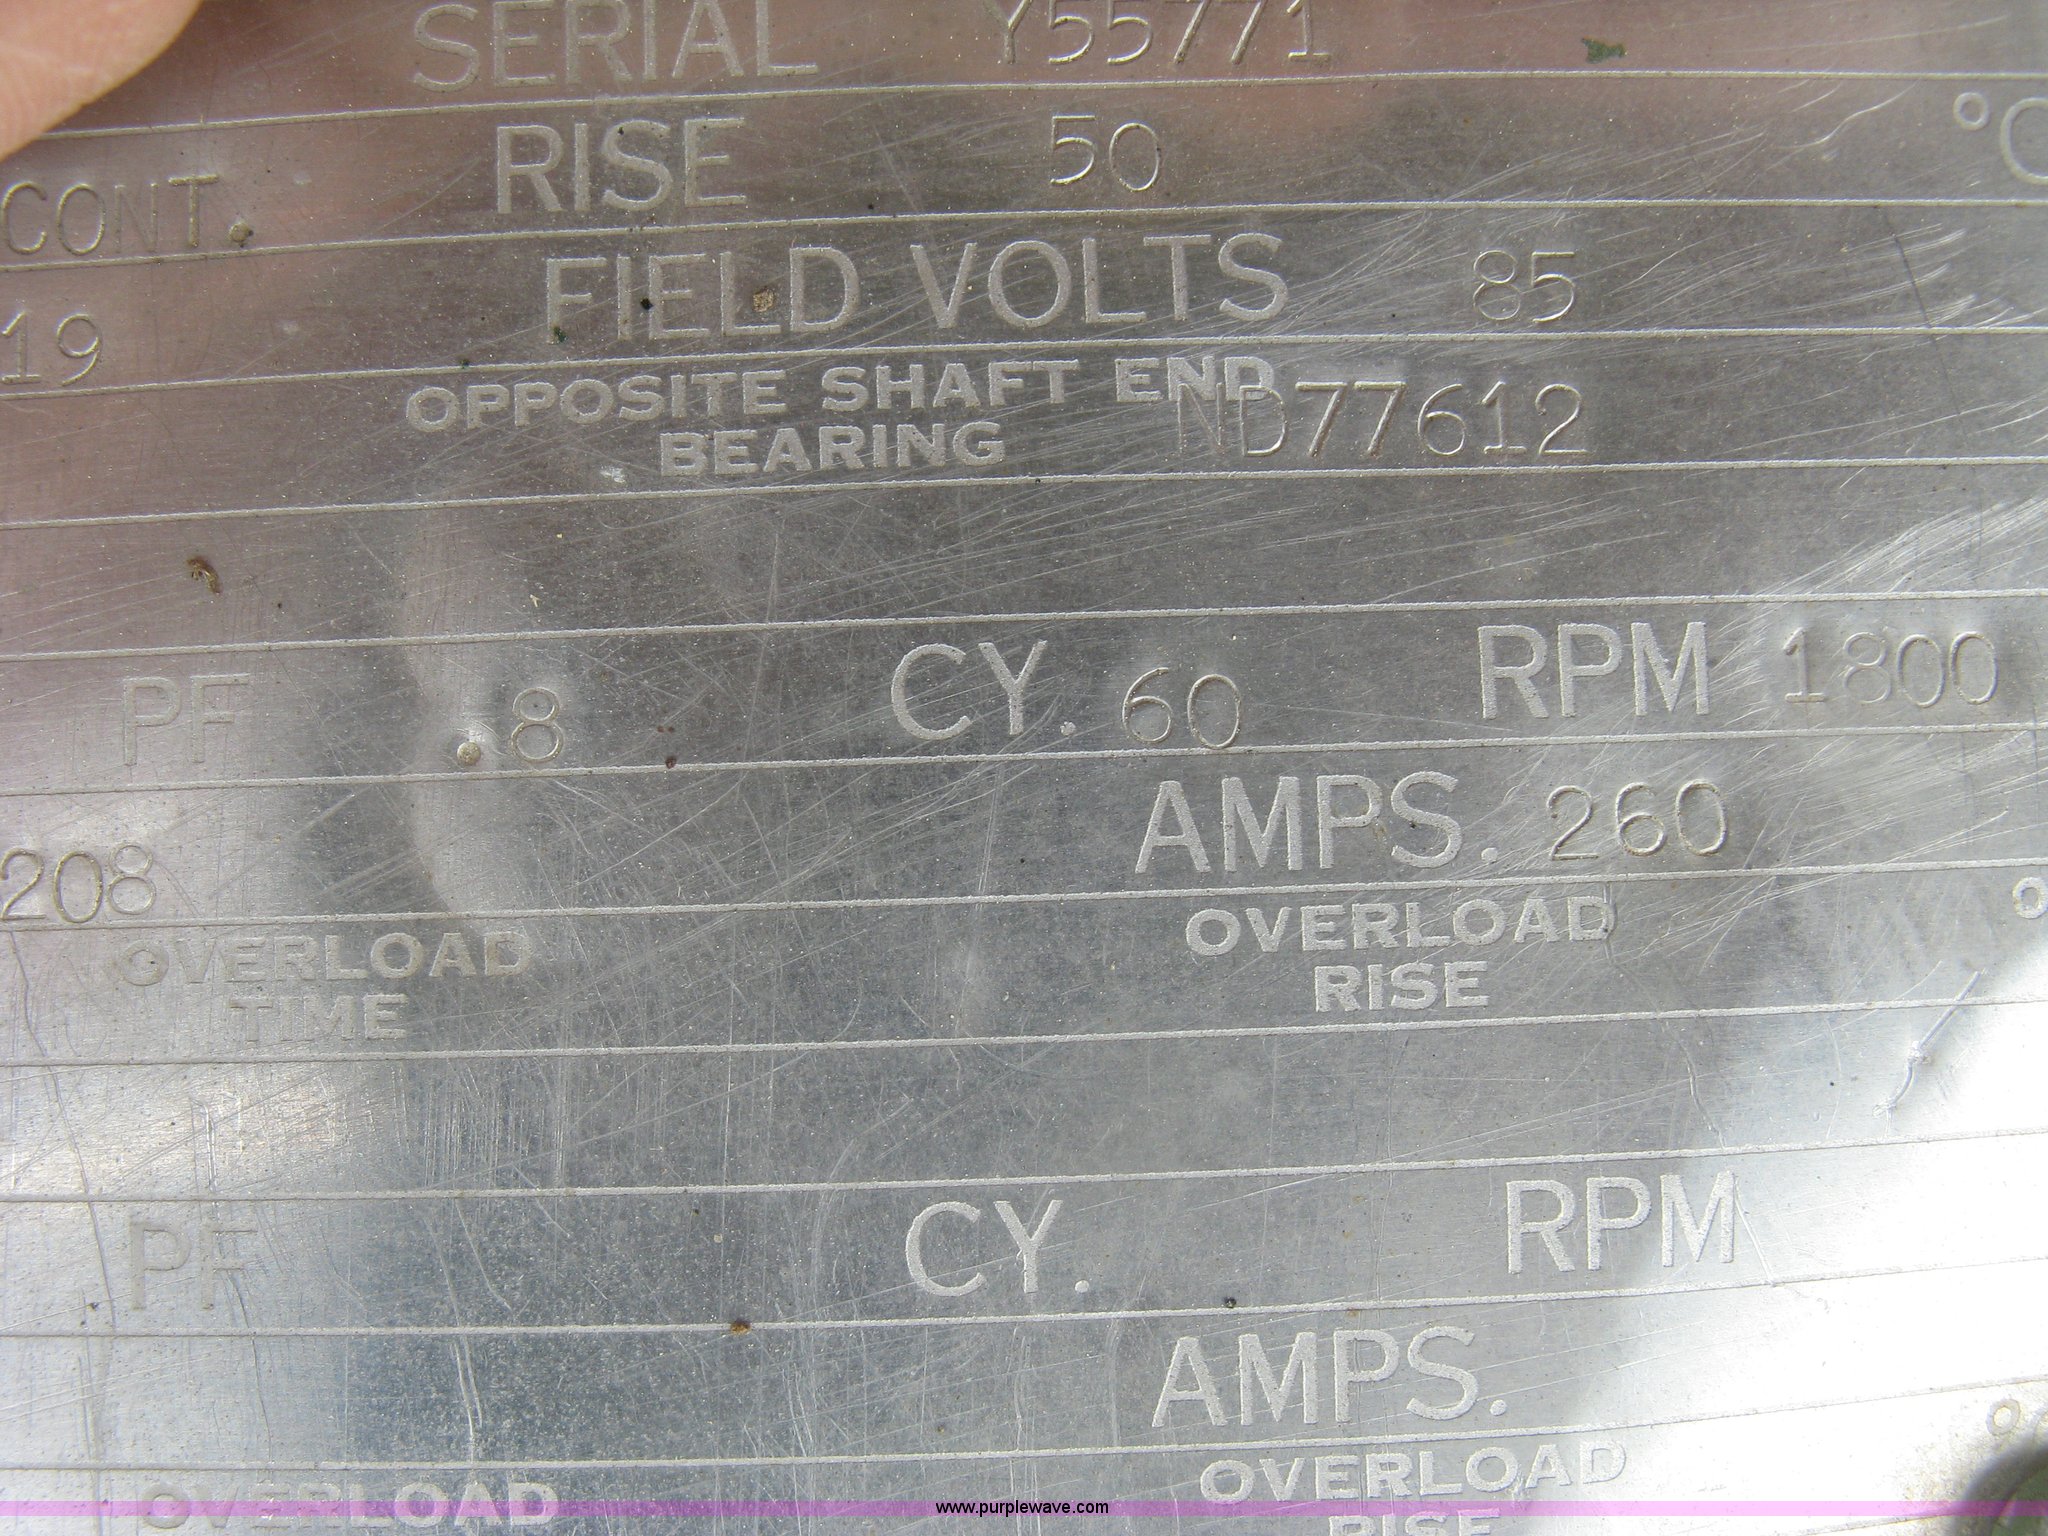 SERIAL Y55771
CONT. RISE 50 °C
19 FIELD VOLTS 85
OPPOSITE SHAFT END
BEARING ND77612
PF .8 CY. 60 RPM 1800
208 AMPS. 260
OVERLOAD TIME OVERLOAD RISE °
PF CY. RPM
AMPS.
OVERLOAD OVERLOAD RISE
www.purplewave.com